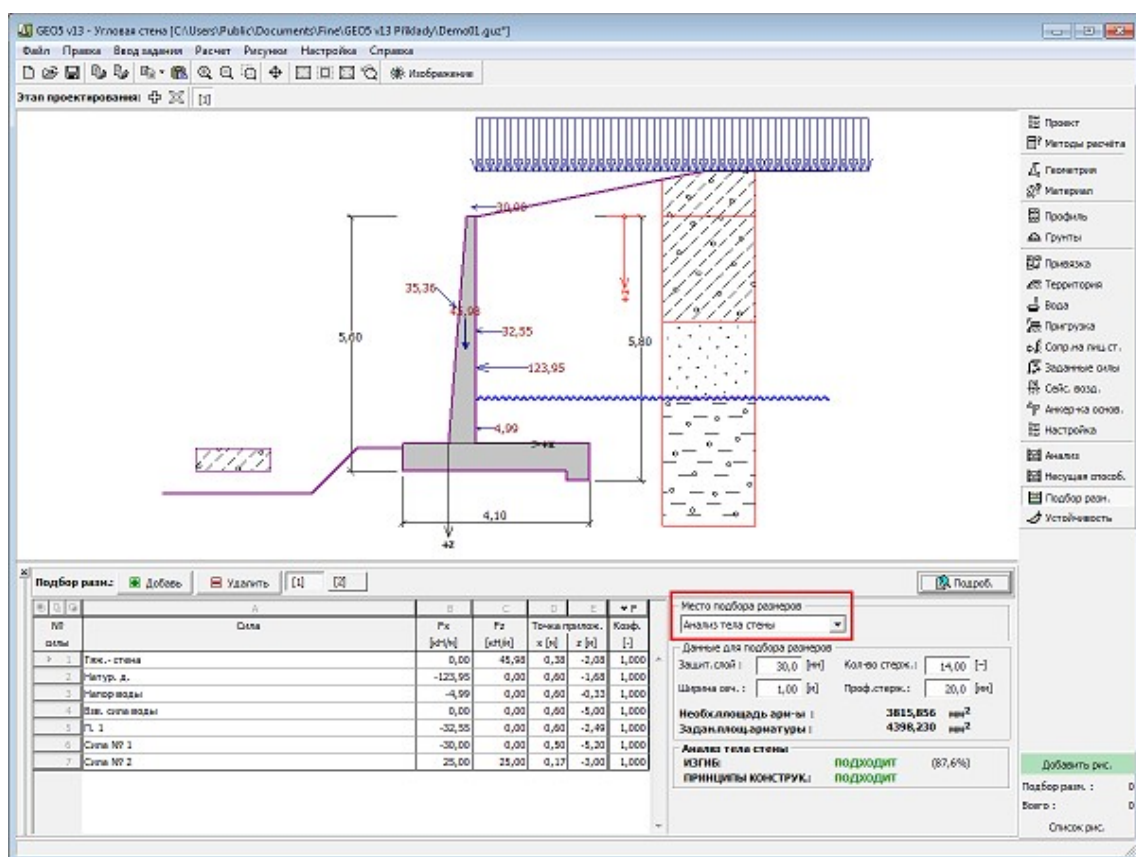 GEO5 v13 - Угловая стена [C:\Users\Public\Documents\Fine\GEO5 v13 Příklady\Demo01.guz*]
Файл Правка Ввод задания Расчет Рисунки Настройка Справка
Изображение
Этап проектирования: [1]
30,00
35,36
45,98
5,60
32,55
5,80
123,95
4,99
+x
+z
4,10
+z
Проект
Методы расчёта
Геометрия
Материал
Профиль
Грунты
Привязка
Территория
Вода
Пригрузка
Сопр.на лиц.ст.
Заданные силы
Сейс. возд.
Анкер-ка основ.
Настройка
Анализ
Несущая способ.
Подбор разм.
Устойчивость
Подбор разм.: Добавь Удалить [1] [2] Подроб.
A B C D E F
№ Сила Px Pz Точка прилож. Коэф.
силы [кН/м] [кН/м] x [м] z [м] [-]
1 Тяж.- стена 0,00 45,98 0,38 -2,08 1,000
2 Натур. д. -123,95 0,00 0,60 -1,68 1,000
3 Напор воды -4,99 0,00 0,60 -0,33 1,000
4 Взв. сила воды 0,00 0,00 0,60 -5,00 1,000
5 П. 1 -32,55 0,00 0,60 -2,49 1,000
6 Сила № 1 -30,00 0,00 0,50 -5,20 1,000
7 Сила № 2 25,00 25,00 0,17 -3,00 1,000
Место подбора размеров
Анализ тела стены
Данные для подбора размеров
Защит.слой : 30,0 [мм] Кол-во стерж.: 14,00 [-]
Ширина сеч. : 1,00 [м] Проф.стерж.: 20,0 [мм]
Необх.площадь арм-ы : 3815,856 мм2
Задан.площ.арматуры : 4398,230 мм2
Анализ тела стены
ИЗГИБ: ПОДХОДИТ (87,6%)
ПРИНЦИПЫ КОНСТРУК.: ПОДХОДИТ
Добавить рис.
Подбор разм. : 0
Всего : 0
Список рис.